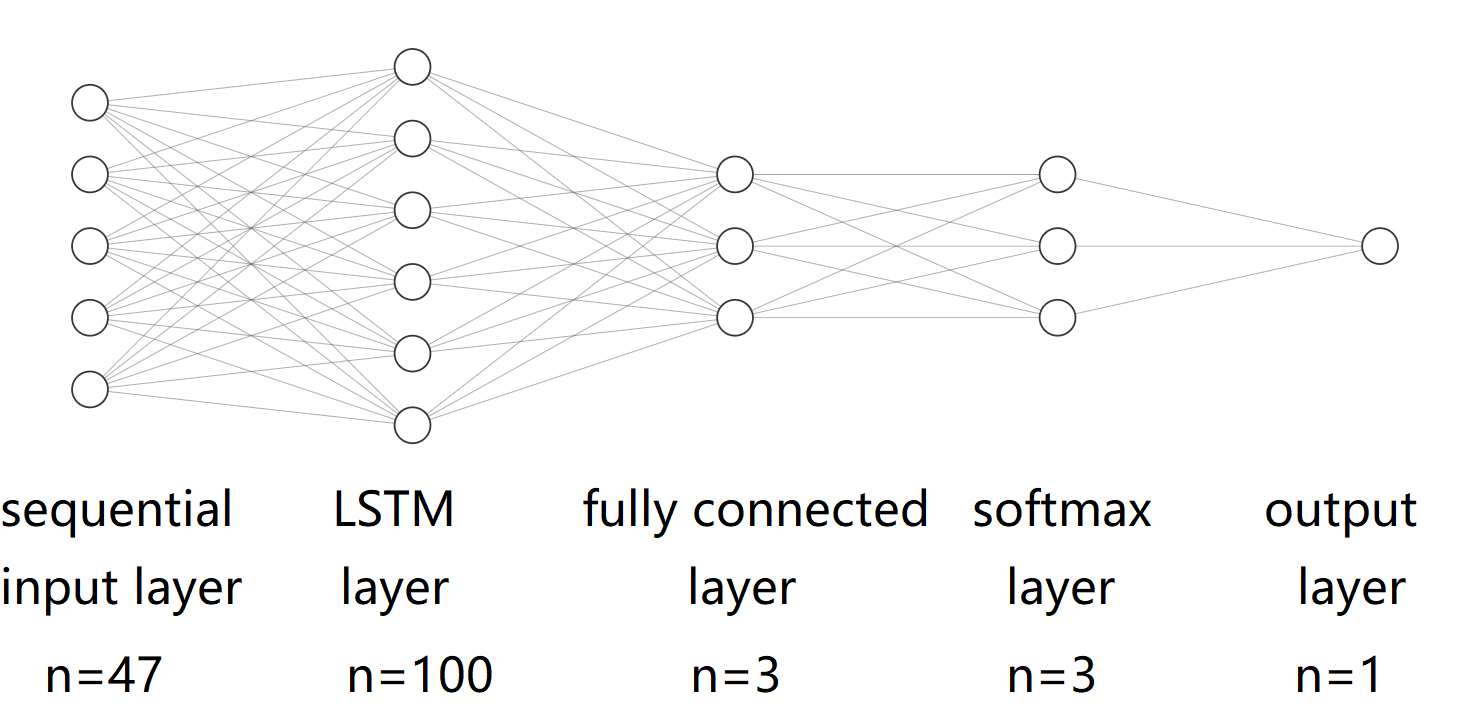 sequential LSTM fully connected softmax output
input layer layer layer layer layer
n=47 n=100 n=3 n=3 n=1